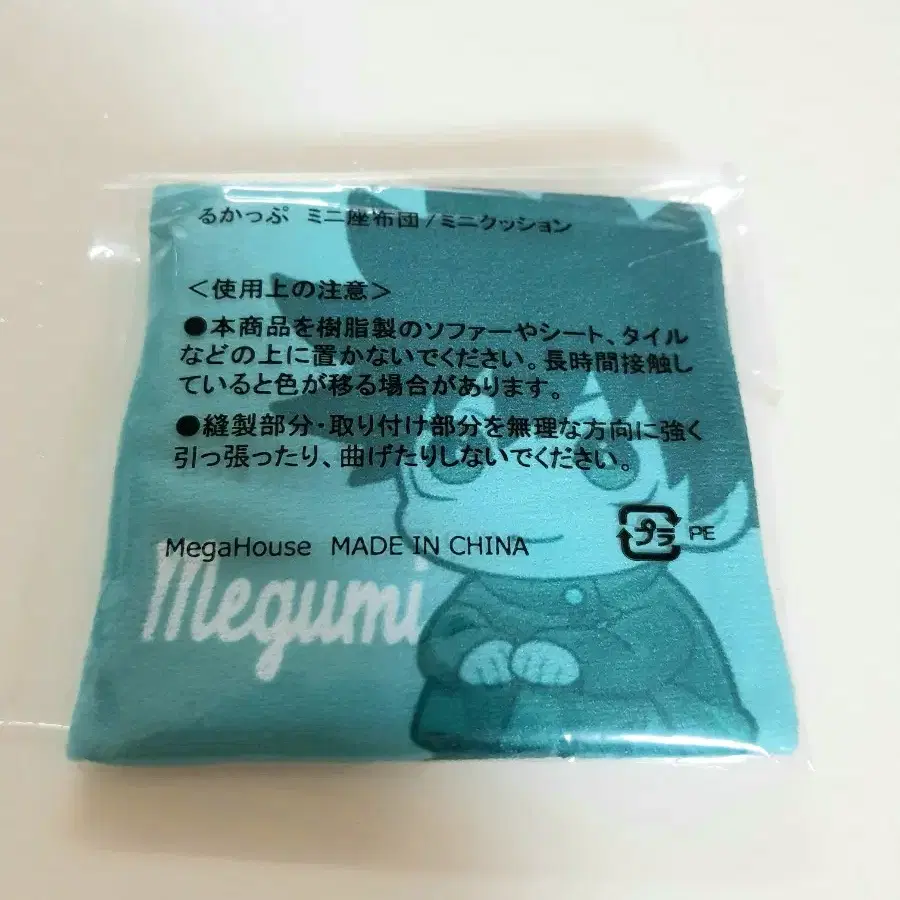 るかっぷ ミニ座布団/ミニクッション
＜使用上の注意＞
●本商品を樹脂製のソファーやシート、タイル
などの上に置かないでください。長時間接触し
ていると色が移る場合があります。
●縫製部分・取り付け部分を無理な方向に強く
引っ張ったり、曲げたりしないでください。
MegaHouse MADE IN CHINA
プラ PE
Megumi